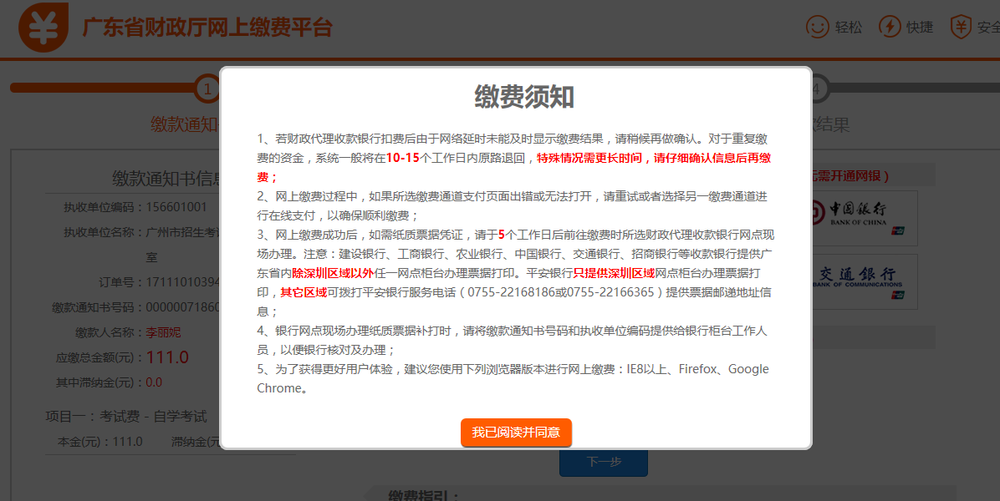 广东省财政厅网上缴费平台
轻松
快捷
安全
1
4
缴款通知
结果
缴费须知
1、若财政代理收款银行扣费后由于网络延时未能及时显示缴费结果，请稍候再做确认。对于重复缴
费的资金，系统一般将在10-15个工作日内原路退回，特殊情况需更长时间，请仔细确认信息后再缴
费；
2、网上缴费过程中，如果所选缴费通道支付页面出错或无法打开，请重试或者选择另一缴费通道进
行在线支付，以确保顺利缴费；
3、网上缴费成功后，如需纸质票据凭证，请于5个工作日后前往缴费时所选财政代理收款银行网点现
场办理。注意：建设银行、工商银行、农业银行、中国银行、交通银行、招商银行等收款银行提供广
东省内除深圳区域以外任一网点柜台办理票据打印。平安银行只提供深圳区域网点柜台办理票据打
印，其它区域可拨打平安银行服务电话（0755-22168186或0755-22166365）提供票据邮递地址信
息；
4、银行网点现场办理纸质票据补打时，请将缴款通知书号码和执收单位编码提供给银行柜台工作人
员，以便银行核对及办理；
5、为了获得更好用户体验，建议您使用下列浏览器版本进行网上缴费：IE8以上、Firefox、Google
Chrome。
我已阅读并同意
缴款通知书信息
执收单位编码：156601001
执收单位名称：广州市招生考
室
订单号：17111010394
缴款通知书号码：00000071860
缴款人名称：李丽妮
应缴总金额(元)：111.0
其中滞纳金(元)：0.0
项目一：考试费 - 自学考试
本金(元)：111.0 滞纳金(元
无需开通网银）
中國銀行
BANK OF CHINA
交通銀行
BANK OF COMMUNICATIONS
下一步
缴费指引：